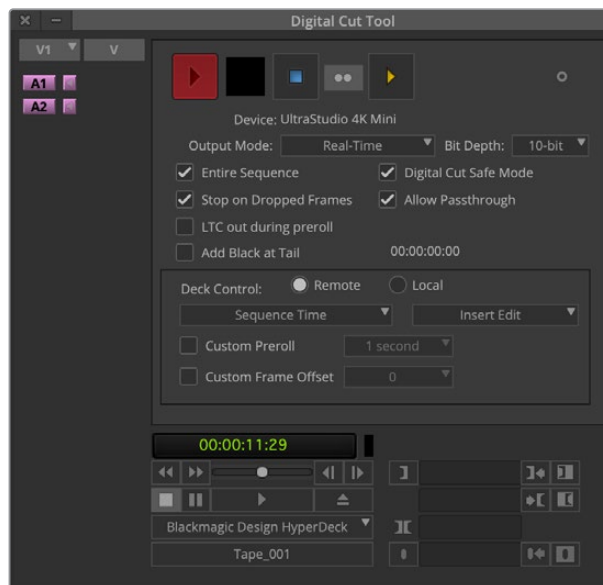 Digital Cut Tool
V1 V
A1
A2
Device: UltraStudio 4K Mini
Output Mode: Real-Time Bit Depth: 10-bit
Entire Sequence Digital Cut Safe Mode
Stop on Dropped Frames Allow Passthrough
LTC out during preroll
Add Black at Tail 00:00:00:00
Deck Control: Remote Local
Sequence Time Insert Edit
Custom Preroll 1 second
Custom Frame Offset 0
00:00:11:29
Blackmagic Design HyperDeck
Tape_001